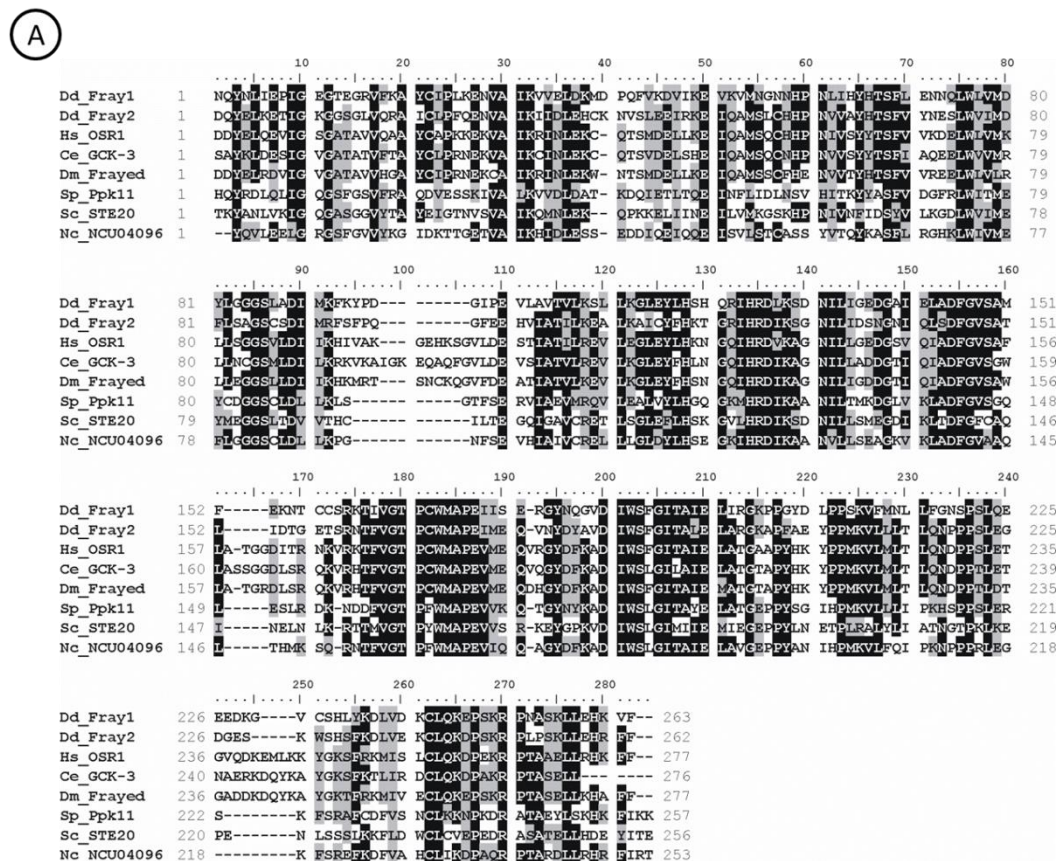 A
10 20 30 40 50 60 70 80
Dd_Fray1 1 NQYNLIEPIG EGTEGRVFKA YCIPLKENVA IKVVELDKMD PQFVKDVIKE VKVMNGNNHP NLIHYHTSFL ENNQLWLVMD 80
Dd_Fray2 1 DQYELKETIG KGGSGLVQRA ICLPFQENVA IKIIDLEHCK NVSLEEIRKE IQAMSLCHHP NVVAYHTSFV YNESLWVIMD 80
Hs_OSR1 1 DDYELQEVIG SGATAVVQAA YCAPKKEKVA IKRINLEKC- QTSMDELLKE IQAMSQCHHP NIVSYYTSFV VKDELWLVMK 79
Ce_GCK-3 1 SAYKLDESIG VGATATVFTA YCLPRNEKVA IKCINLEKC- QTSVDELSHE IQAMSQCNHP NVVSYYTSFI AQEELWVVMR 79
Dm_Frayed 1 DDYELRDVIG VGATAVVHGA YCIPRNEKCA IKRINLEKW- NTSMDELLKE IQAMSSCFHE NVVTYYTSFV VREELWLVLR 79
Sp_Ppk11 1 HQYRDLQLIG QGSFGSVFRA QDVESSKIVA LKVVDLDAT- KDQIETLTQE INFLIDLNSV HITKYYASFV DGFRLWITME 79
Sc_STE20 1 TKYANLVKIG QGASGGVYTA YEIGTNVSVA IKQMNLEK-- QPKKELIINE ILVMKGSKHP NIVNFIDSYV LKGDLWVIME 78
Nc_NCU04096 1 --YQVLEELG RGSFGVVYKG IDKTTGETVA IKHIDLESS- EDDIQEIQQE ISVLSTCASS YVTQYKASFL RGHKLWIVME 77
90 100 110 120 130 140 150 160
Dd_Fray1 81 YLGGGSLADI MKFKYPD--- -------GIPE VLAVTVLKSL LKGLEYLHSH QRIHRDLKSD NILIGEDGAI ELADFGVSAM 151
Dd_Fray2 81 FLSAGSCSDI MRFSFPQ--- -------GFEE HVIATILKEA LKAICYFHKT GRIHRDIKSG NILIDSNGNI QLSDFGVSAT 151
Hs_OSR1 80 LLSGGSVLDI IKHIVAK--- GEHKSGVLDE STIATILREV LEGLEYLHKN GQIHRDVKAG NILLGEDGSV QIADFGVSAF 156
Ce_GCK-3 80 LLNCGSMLDI IKRKVKAIGK EQAQFGVLDE VSIATVLREV LKGLEYFHLN GQIHRDIKAG NILLADDGTI QIADFGVSGW 159
Dm_Frayed 80 LLEGGSLLDI IKHKMRT--- SNCKQGVFDE ATIATVLKEV LKGLEYFHSN GQIHRDIKAG NILIGDDGTI QIADFGVSAW 156
Sp_Ppk11 80 YCDGGSCLDL LKLS------ -----GTFSE RVIAEVMRQV LEALVYLHGQ GKMHRDIKAA NILTMKDGLV KLADFGVSGQ 148
Sc_STE20 79 YMEGGSLTDV VTHC------ -----ILTE GQIGAVCRET LSGLEFLHSK GVLHRDIKSD NILLSMEGDI KLTDFGFCAQ 146
Nc_NCU04096 78 FLGGGSCLDL LKPG------ -----NFSE VHIAIVCREL LLGLDYLHSE GKIHRDIKAA NVLLSEAGKV KLADFGVAAQ 145
170 180 190 200 210 220 230 240
Dd_Fray1 152 F-----EKNT CCSRKTIVGT PCWMAPEIIS E-RGYNQGVD IWSFGITAIE LIRGKPPGYD LPPSKVFMNL LFGNSPSLQE 225
Dd_Fray2 152 L-----IDTG ETSRNTFVGT PCWMAPEIME Q-VNYDYAVD IWSFGITALE LARGKAPFAE YPPMKVLLLT LQNPPPSLEG 225
Hs_OSR1 157 LA-TGGDITR NKVRKTFVGT PCWMAPEVME QVRGYDFKAD IWSFGITAIE LATGAAPYHK YPPMKVLMLT LQNDPPSLET 235
Ce_GCK-3 160 LASSGGDLSR QKVRHTFVGT PCWMAPEVME QVQGYDFKAD IWSLGILAIE LATGTAPYHK YPPMKVLMLT LQNDPPTLET 239
Dm_Frayed 157 LA-TGRDLSR QKVRHTFVGT PCWMAPEVME QDHGYDFKAD IWSFGITAIE MATGTAPYHK YPPMKVLMLT LQNDPPTLDT 235
Sp_Ppk11 149 L-----ESLR DK-NDDFVGT PFWMAPEVVK Q-TGYNYKAD IWSLGITAYE LATGEPPYSG IHPMKVLLLI PKHSPPSLER 221
Sc_STE20 147 I-----NELN LK-RTTMVGT PYWMAPEVVS R-KEYGPKVD IWSLGIMIIE MIEGEPPYLN ETPLRALYLI ATNGTPKLKE 219
Nc_NCU04096 146 L-----THMK SQ-RNTFVGT PFWMAPEVIQ Q-AGYDFKAD IWSLGITAIE LAVGEPPYAN IHPMKVLFQI PKNPPPRLEG 218
250 260 270 280
Dd_Fray1 226 EEDKG----V CSHLYKDLVD KCLQKEPSKR PNASKLLEHK VF-- 263
Dd_Fray2 226 DGES-----K WSHSFKDLVE KCLQKDPSKR PLPSKLLEHR FF-- 262
Hs_OSR1 236 GVQDKEMLKK YGKSFRKMIS LCLQKDPEKR PTAAELLRHK FF-- 277
Ce_GCK-3 240 NAERKDQYKA YGKSFKTLIR DCLQKDPAKR PTASELL--- ---- 276
Dm_Frayed 236 GADDKDQYKA YGKTFRKMIV ECLQKEPSKR PTASELLKHA FF-- 277
Sp_Ppk11 222 S--------K FSRAFCDFVS NCLKKNPKDR ATAEYLSKHK FIKK 257
Sc_STE20 220 PE-------N LSSSLKKFLD WCLCVEPEDR ASATELLHDE YITE 256
Nc_NCU04096 218 ---------K FSREFKDFVA HCLIKDPAQR PTARDLLRHR FIRT 253